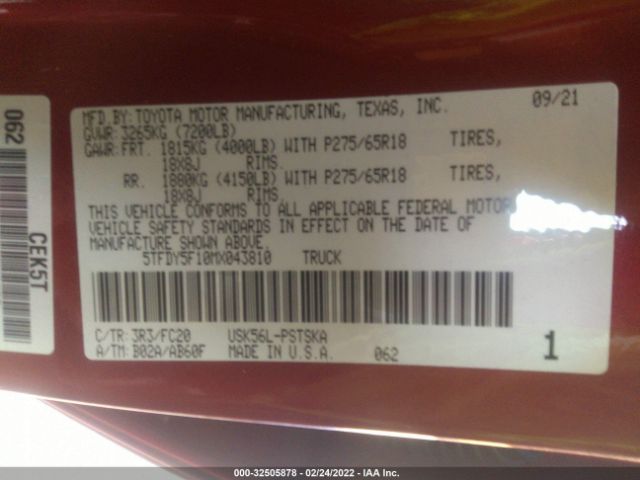 MFD BY: TOYOTA MOTOR MANUFACTURING, TEXAS, INC. 09/21
GVWR: 3265KG (7200LB)
GAWR: FRT. 1815KG (4000LB) WITH P275/65R18 TIRES,
18X8J RIMS.
RR. 1880KG (4150LB) WITH P275/65R18 TIRES,
18X8J RIMS.
THIS VEHICLE CONFORMS TO ALL APPLICABLE FEDERAL MOTOR
VEHICLE SAFETY STANDARDS IN EFFECT ON THE DATE OF
MANUFACTURE SHOWN ABOVE.
5TFDY5F10MX043810 TRUCK
C/TR: 3R3/FC20 USK56L-PSTSKA
A/TM: B02A/AB60F MADE IN U.S.A. 062 1
062
CEK5T
000-32505878 - 02/24/2022 - IAA Inc.